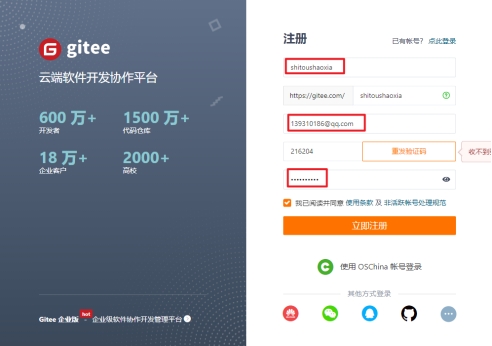 gitee
云端软件开发协作平台
600 万+ 1500 万+
开发者 代码仓库
18 万+ 2000+
企业客户 高校
Gitee 企业版 hot - 企业级软件协作开发管理平台
注册 已有帐号? 点此登录
shitoushaoxia
https://gitee.com/ shitoushaoxia
139310186@qq.com
216204 重发验证码 收不到
我已阅读并同意 使用条款 及 非活跃帐号处理规范
立即注册
使用 OSChina 帐号登录
其他方式登录